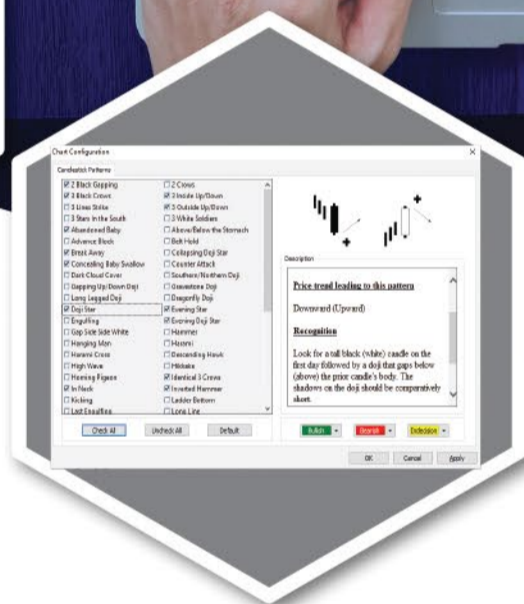 Chart Configuration
Candlestick Patterns
2 Black Gapping
3 Black Crows
3 Lines Strike
3 Stars In the South
Abandoned Baby
Advance Block
Break Away
Concealing Baby Swallow
Dark Cloud Cover
Gapping Up/Down Doji
Long Legged Doji
Doji Star
Engulfing
Gap Side Side White
Hanging Man
Harami Cross
High Wave
Homing Pigeon
In Neck
Kicking
Last Engulfing
2 Crows
3 Inside Up/Down
3 Outside Up/Down
3 White Soldiers
Above/Below the Stomach
Belt Hold
Collapsing Doji Star
Counter Attack
Southern/Northern Doji
Gravestone Doji
Dragonfly Doji
Evening Star
Evening Doji Star
Hammer
Harami
Descending Hawk
Hikkake
Identical 3 Crows
Inverted Hammer
Ladder Bottom
Long Line
Check All
Uncheck All
Default
Description
Price trend leading to this pattern
Downward (Upward)
Recognition
Look for a tall black (white) candle on the
first day followed by a doji that gaps below
(above) the prior candle's body. The
shadows on the doji should be comparatively
short.
Bullish
Bearish
Indecision
OK
Cancel
Apply